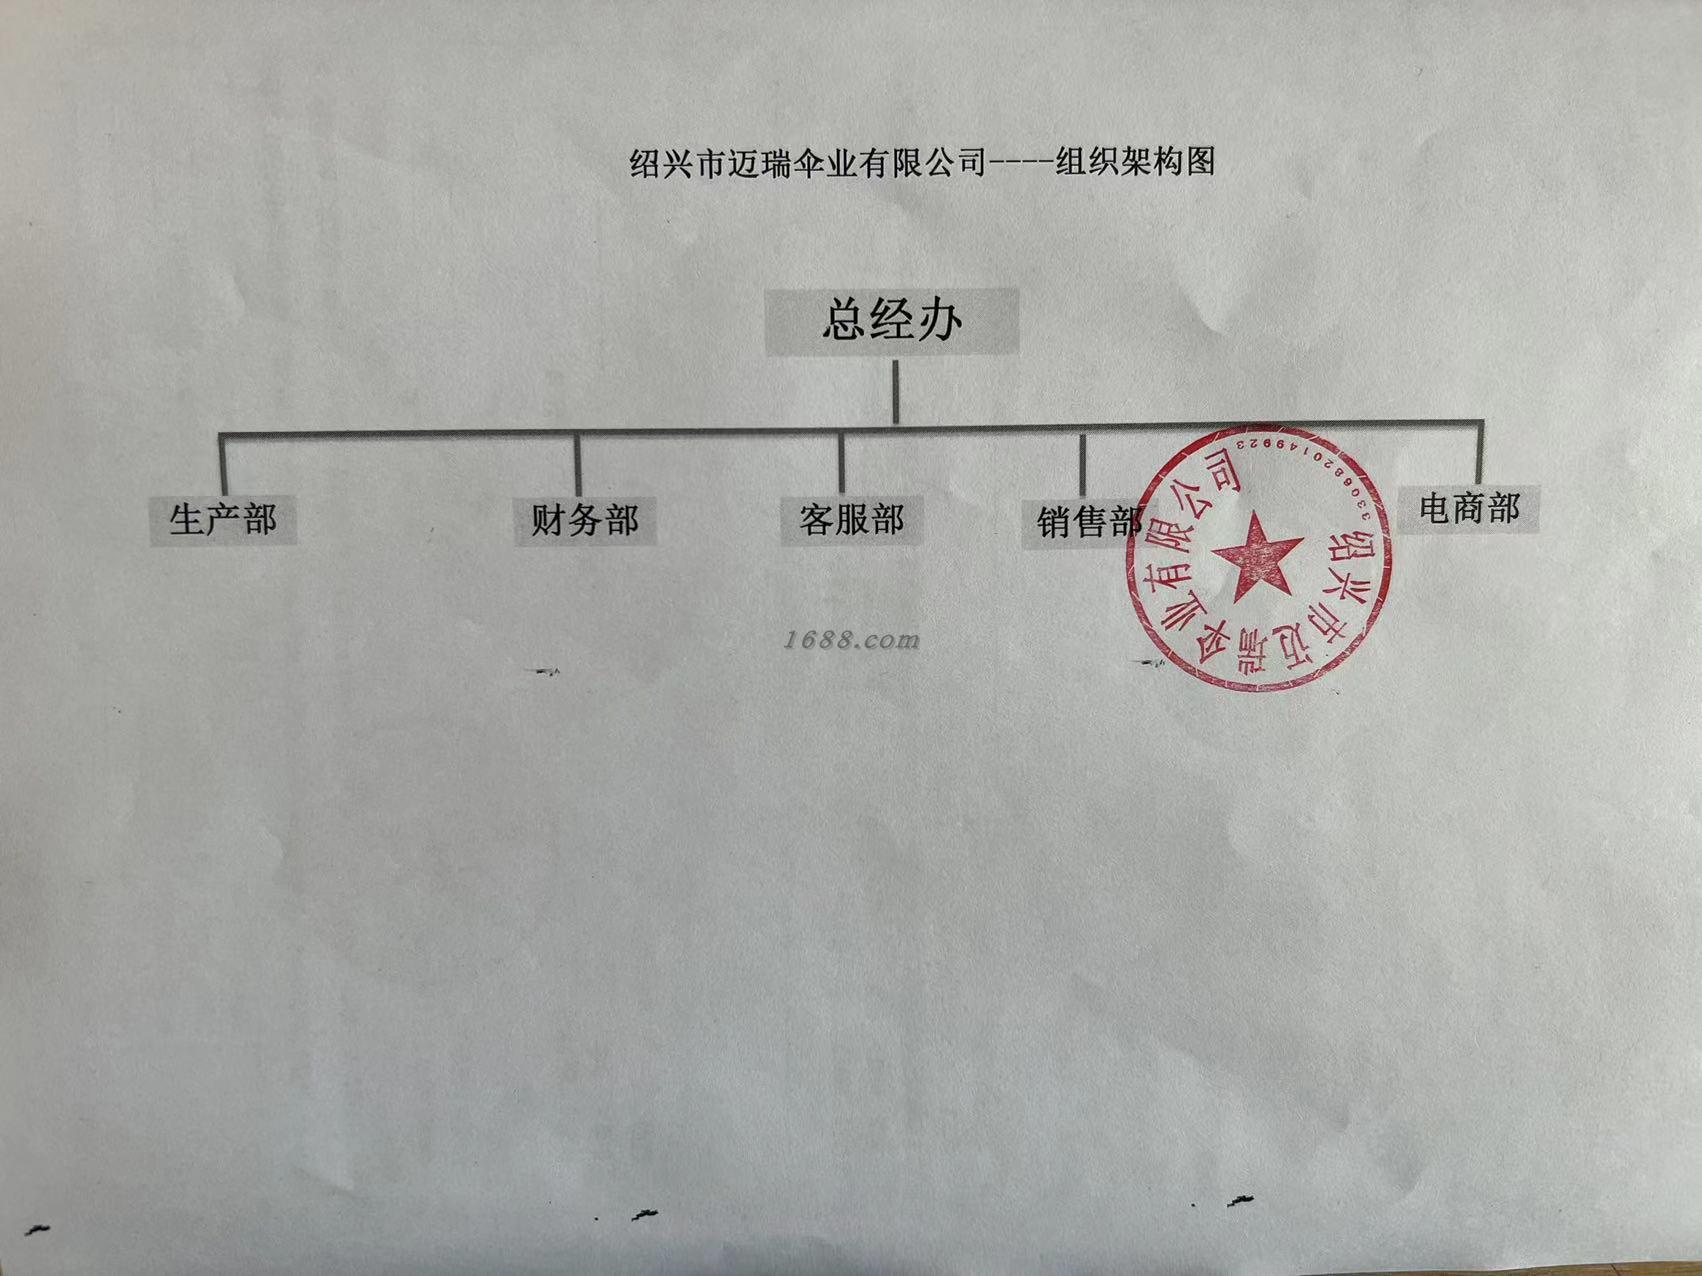 绍兴市迈瑞伞业有限公司----组织架构图
总经办
生产部
财务部
客服部
销售部
电商部
绍兴市迈瑞伞业有限公司
3306820149923
1688.com